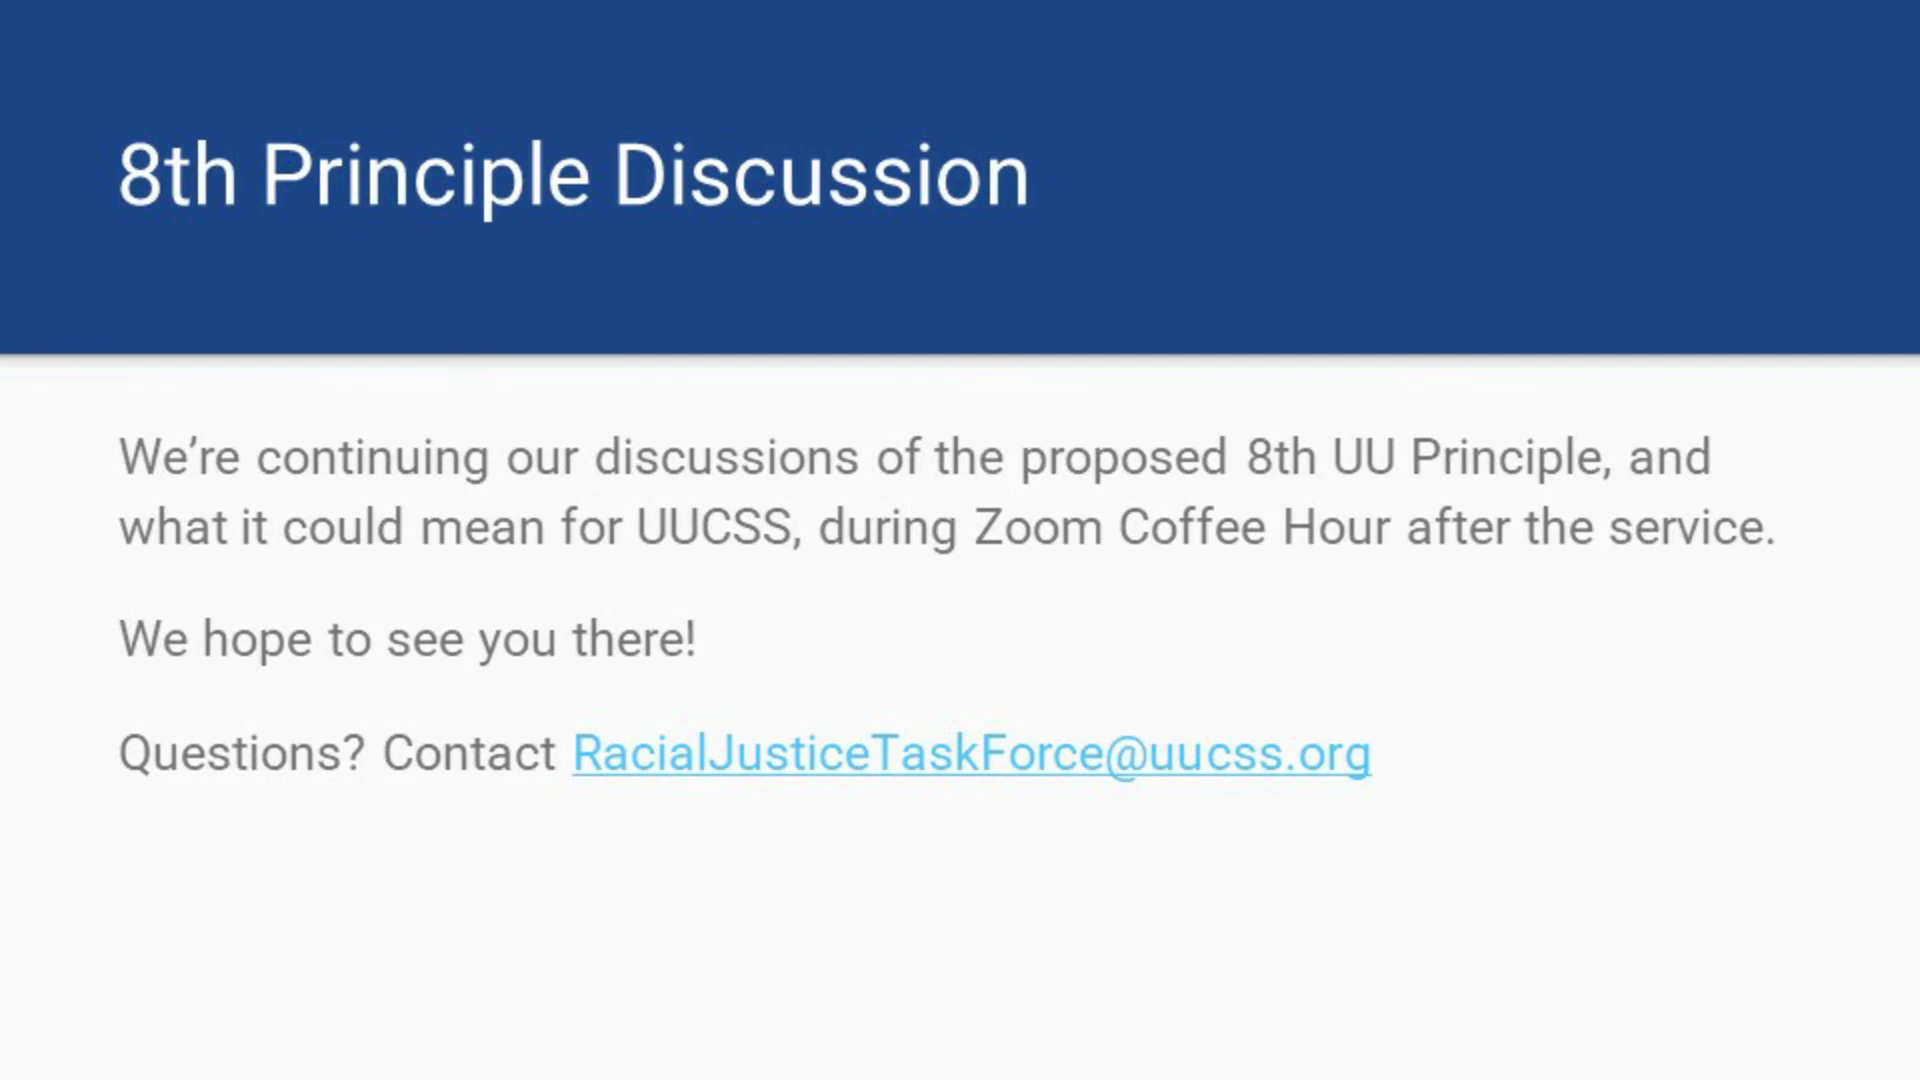 8th Principle Discussion
We’re continuing our discussions of the proposed 8th UU Principle, and
what it could mean for UUCSS, during Zoom Coffee Hour after the service.
We hope to see you there!
Questions? Contact RacialJusticeTaskForce@uucss.org